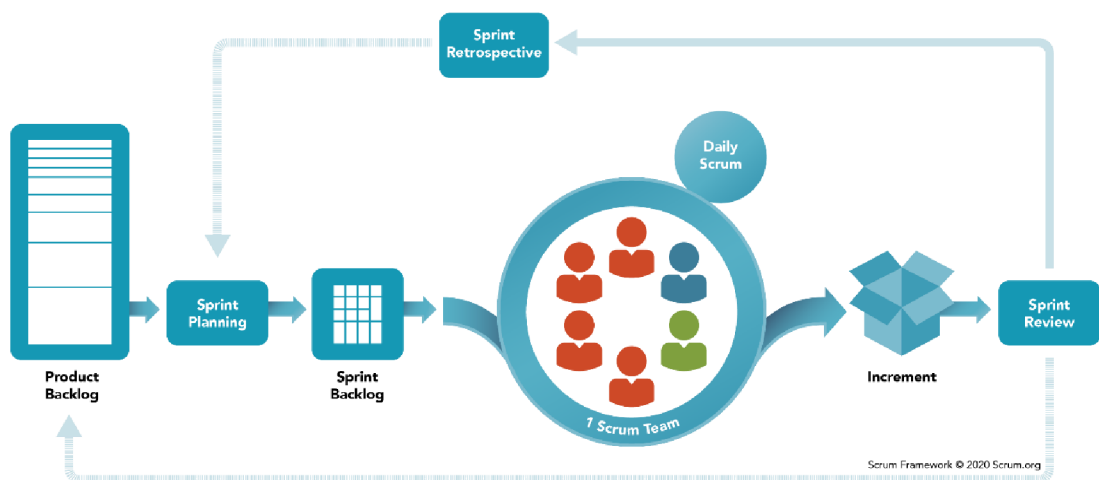 Sprint
Retrospective
Daily
Scrum
Sprint
Planning
Sprint
Review
Product
Backlog
Sprint
Backlog
Increment
1 Scrum Team
Scrum Framework © 2020 Scrum.org